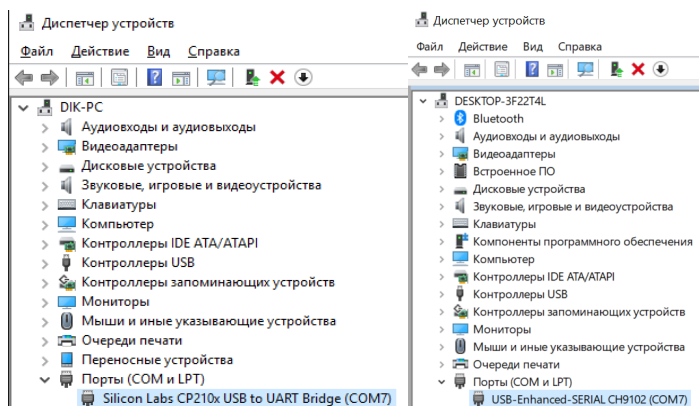 Диспетчер устройств
Файл Действие Вид Справка
DIK-PC
Аудиовходы и аудиовыходы
Видеоадаптеры
Дисковые устройства
Звуковые, игровые и видеоустройства
Клавиатуры
Компьютер
Контроллеры IDE ATA/ATAPI
Контроллеры USB
Контроллеры запоминающих устройств
Мониторы
Мыши и иные указывающие устройства
Очереди печати
Переносные устройства
Порты (COM и LPT)
Silicon Labs CP210x USB to UART Bridge (COM7)
Диспетчер устройств
Файл Действие Вид Справка
DESKTOP-3F22T4L
Bluetooth
Аудиовходы и аудиовыходы
Видеоадаптеры
Встроенное ПО
Дисковые устройства
Звуковые, игровые и видеоустройства
Клавиатуры
Компоненты программного обеспечения
Компьютер
Контроллеры IDE ATA/ATAPI
Контроллеры USB
Контроллеры запоминающих устройств
Мониторы
Мыши и иные указывающие устройства
Очереди печати
Порты (COM и LPT)
USB-Enhanced-SERIAL CH9102 (COM7)